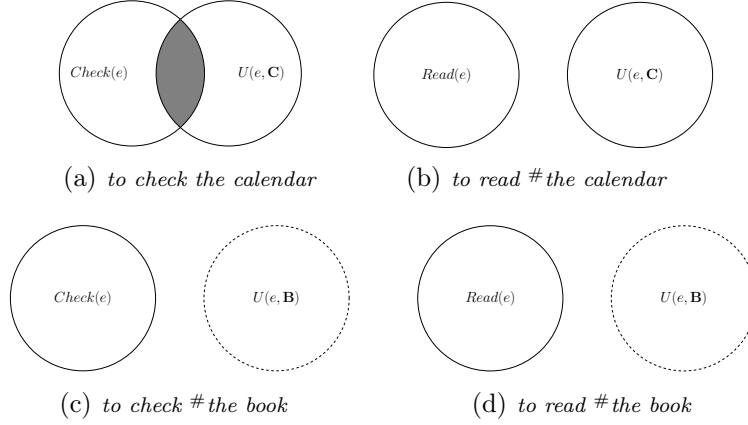 Check(e) U(e, C) Read(e) U(e, C)
(a) to check the calendar (b) to read #the calendar
Check(e) U(e, B) Read(e) U(e, B)
(c) to check #the book (d) to read #the book